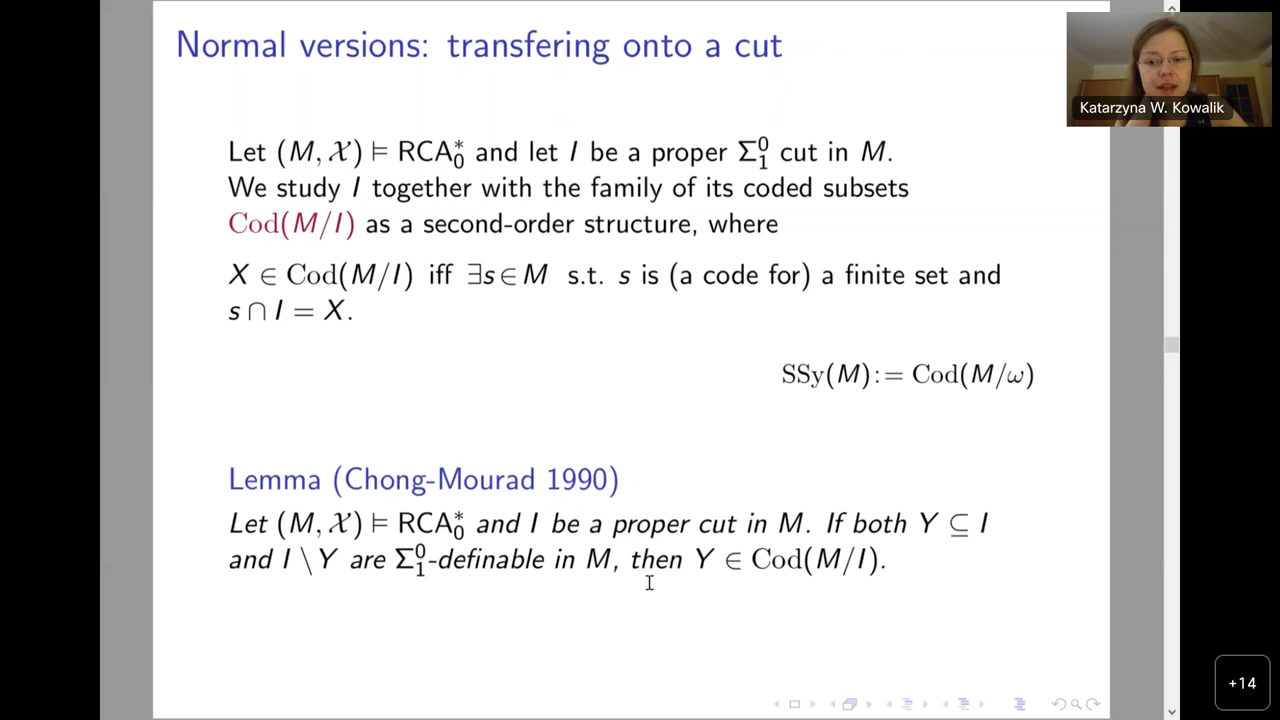 Normal versions: transfering onto a cut
Katarzyna W. Kowalik
Let (M, 𝒳) ⊨ RCA₀* and let I be a proper Σ₁⁰ cut in M.
We study I together with the family of its coded subsets
Cod(M/I) as a second-order structure, where
X ∈ Cod(M/I) iff ∃s∈M s.t. s is (a code for) a finite set and
s ∩ I = X.
SSy(M) := Cod(M/ω)
Lemma (Chong-Mourad 1990)
Let (M, 𝒳) ⊨ RCA₀* and I be a proper cut in M. If both Y ⊆ I
and I \ Y are Σ₁⁰-definable in M, then Y ∈ Cod(M/I).
+14